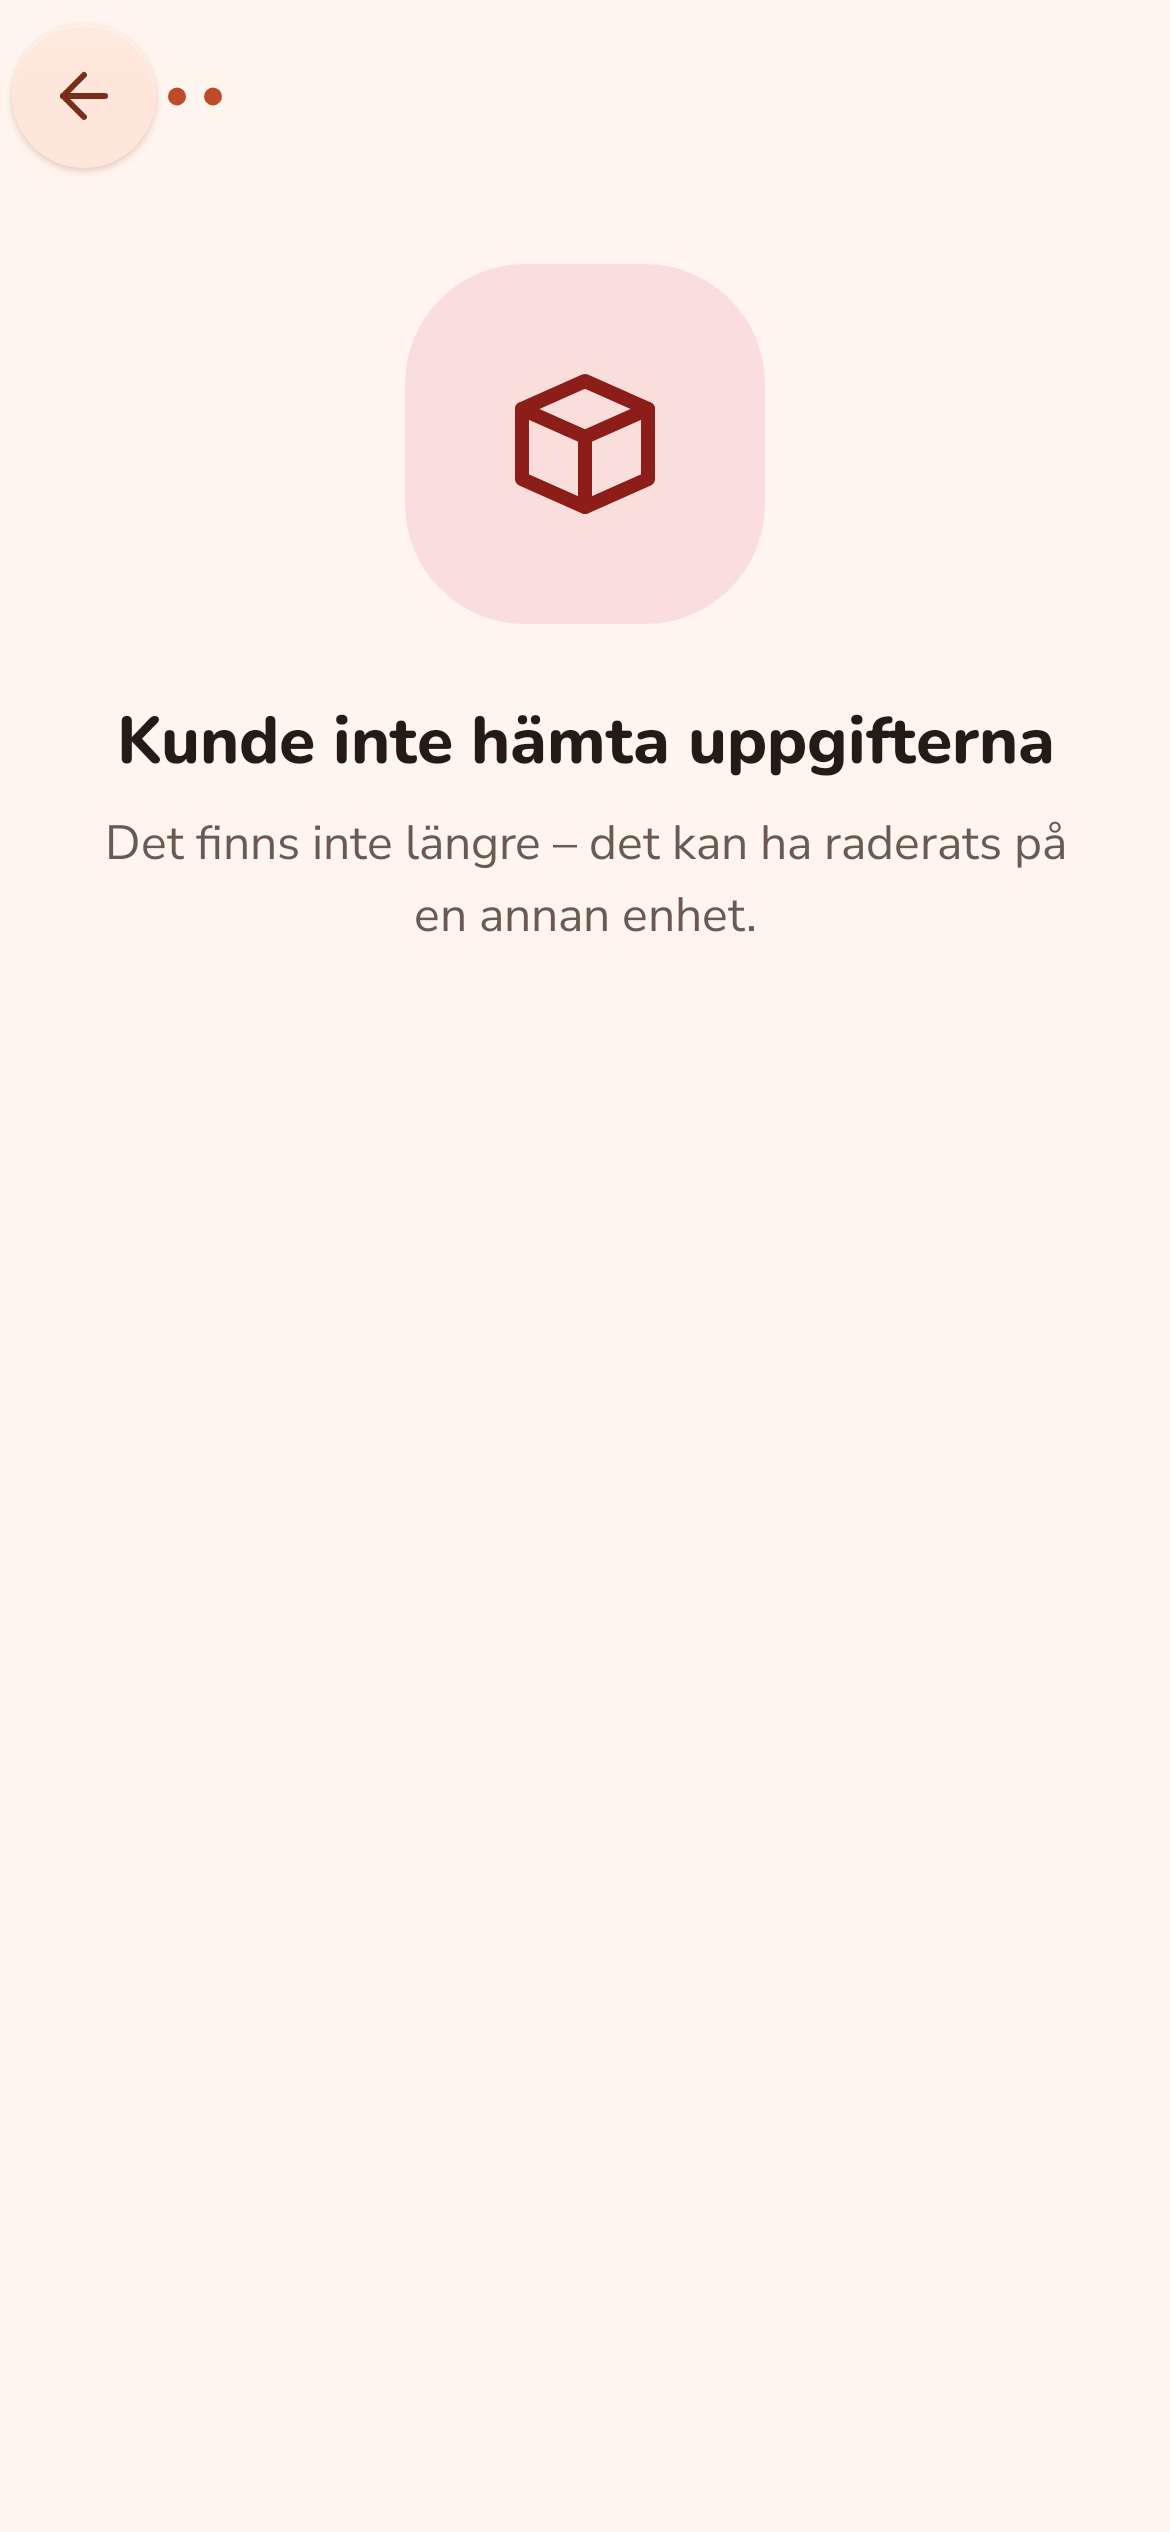 Kunde inte hämta uppgifterna
Det finns inte längre – det kan ha raderats på
en annan enhet.